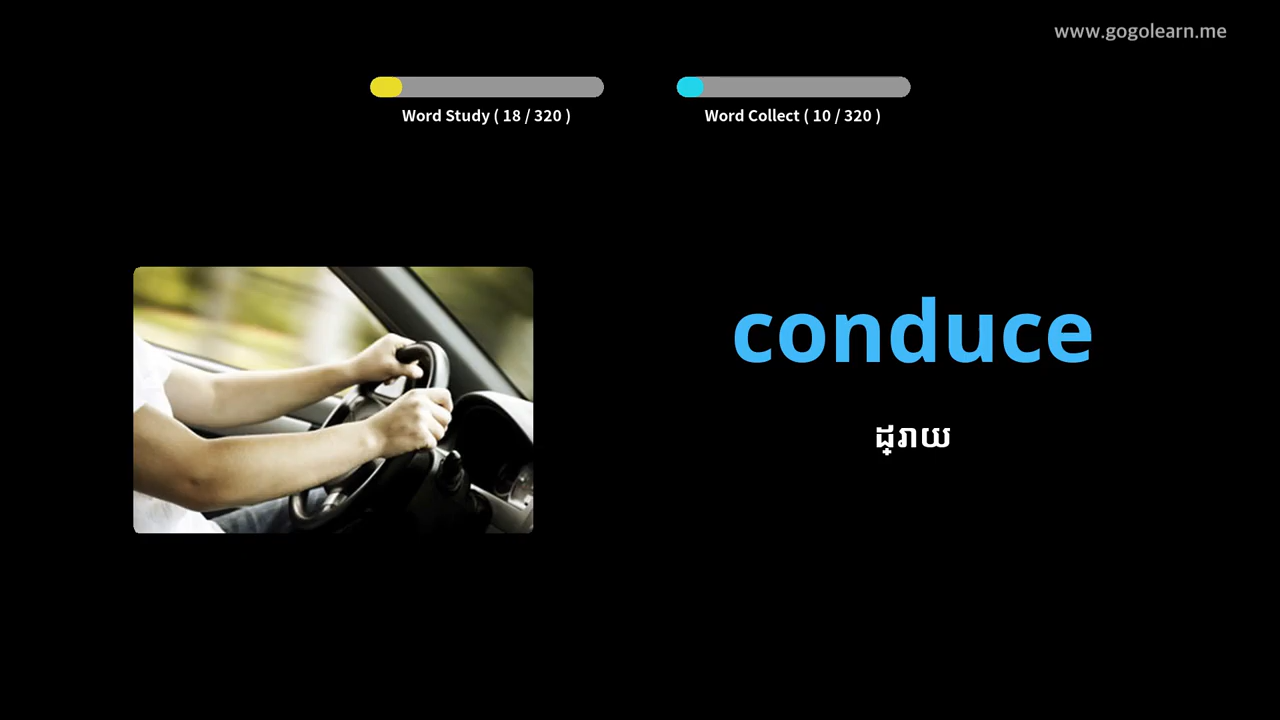 www.gogolearn.me
Word Study ( 18 / 320 )
Word Collect ( 10 / 320 )
conduce
ដ្រាយ